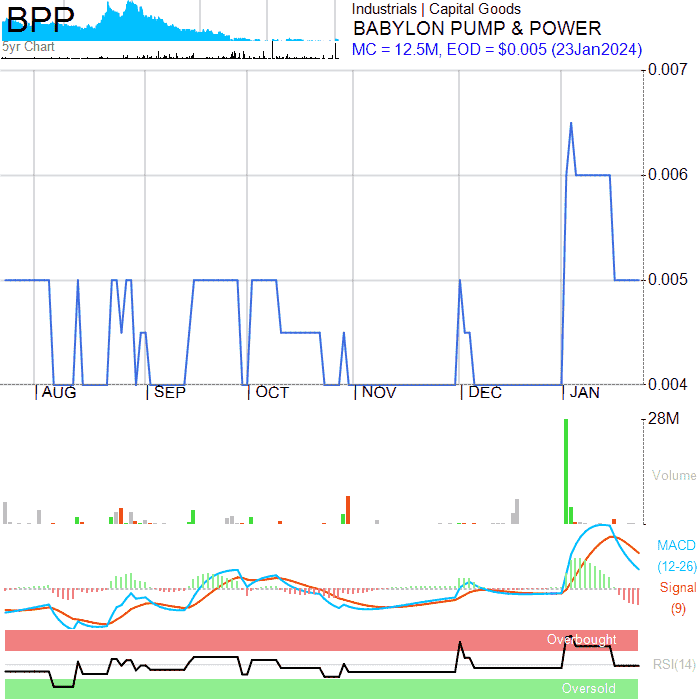 BPP
5yr Chart
Industrials | Capital Goods
BABYLON PUMP & POWER
MC = 12.5M, EOD = $0.005 (23Jan2024)
0.007
0.006
0.005
0.004
AUG SEP OCT NOV DEC JAN
28M
Volume
MACD
(12-26)
Signal
(9)
Overbought
RSI(14)
Oversold